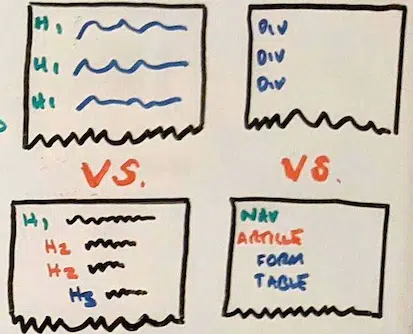 H1
H1
H1
VS.
H1
H2
H2
H3
DIV
DIV
DIV
VS.
NAV
ARTICLE
FORM
TABLE